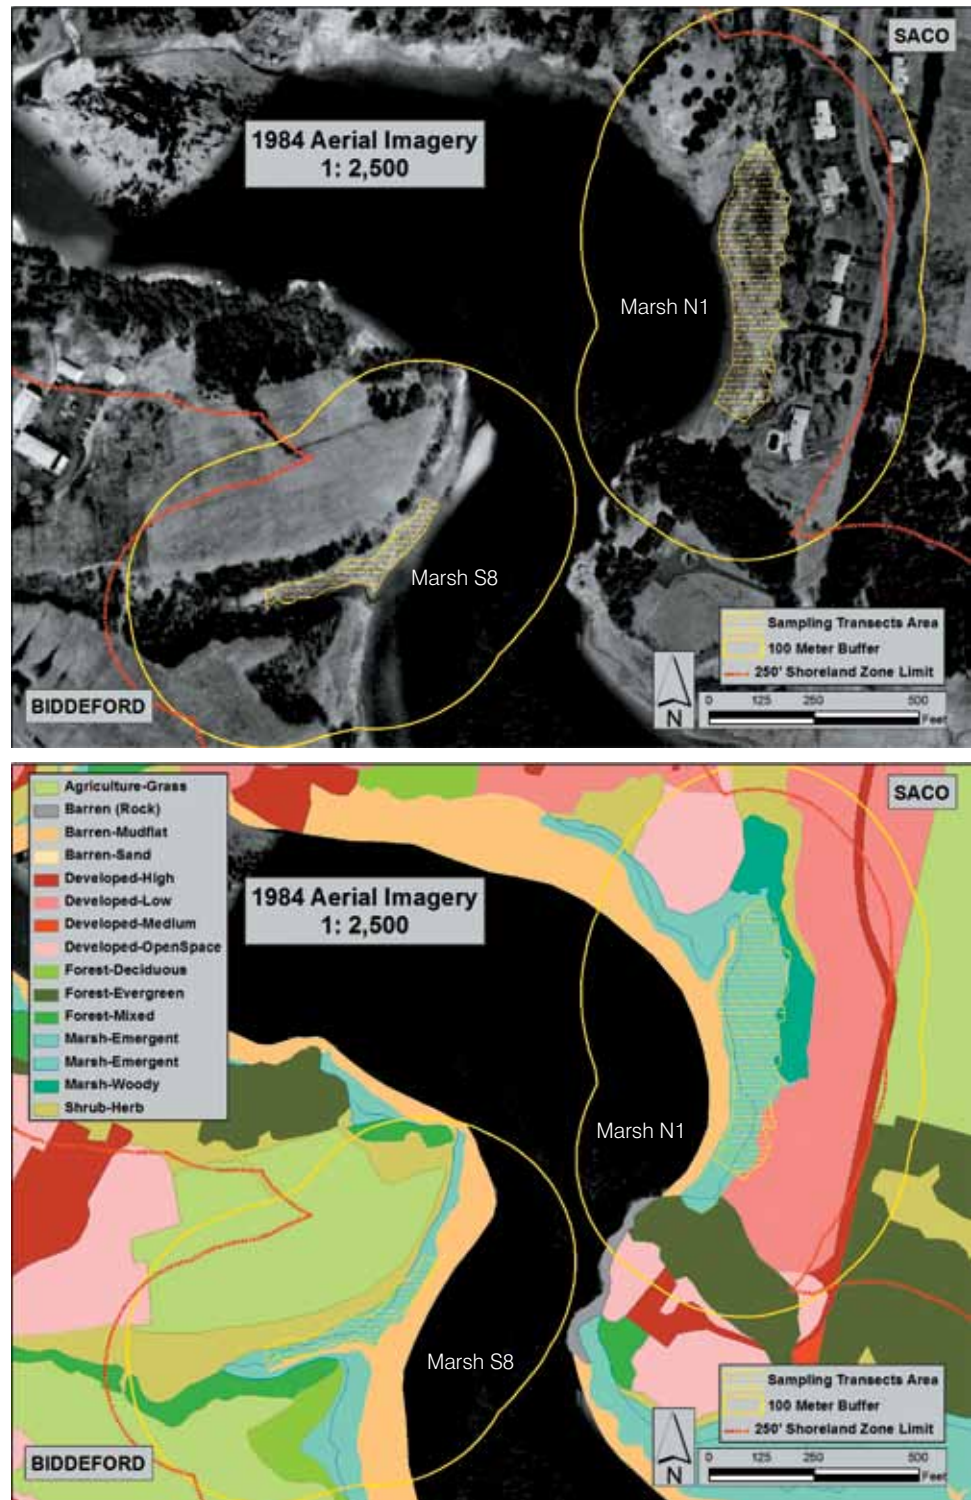 SACO
1984 Aerial Imagery
1: 2,500
Marsh N1
Marsh S8
BIDDEFORD
Sampling Transects Area
100 Meter Buffer
250' Shoreland Zone Limit
N
0 125 250 500
Feet
Agriculture-Grass
Barren (Rock)
Barren-Mudflat
Barren-Sand
Developed-High
Developed-Low
Developed-Medium
Developed-OpenSpace
Forest-Deciduous
Forest-Evergreen
Forest-Mixed
Marsh-Emergent
Marsh-Emergent
Marsh-Woody
Shrub-Herb
SACO
1984 Aerial Imagery
1: 2,500
Marsh N1
Marsh S8
BIDDEFORD
Sampling Transects Area
100 Meter Buffer
250' Shoreland Zone Limit
N
0 125 250 500
Feet